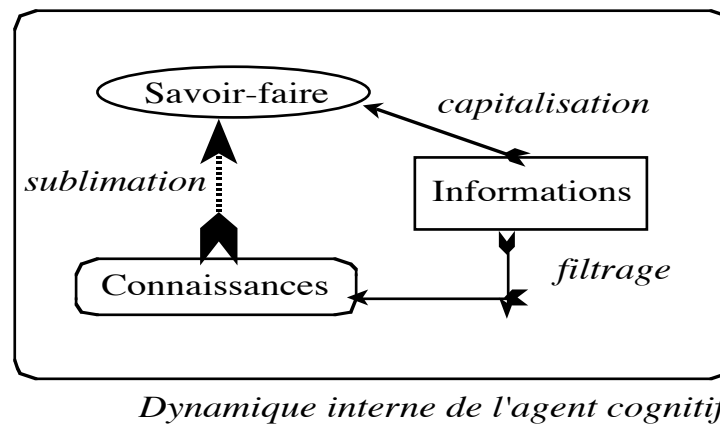 Savoir-faire
capitalisation
sublimation
Informations
filtrage
Connaissances
Dynamique interne de l'agent cognitif